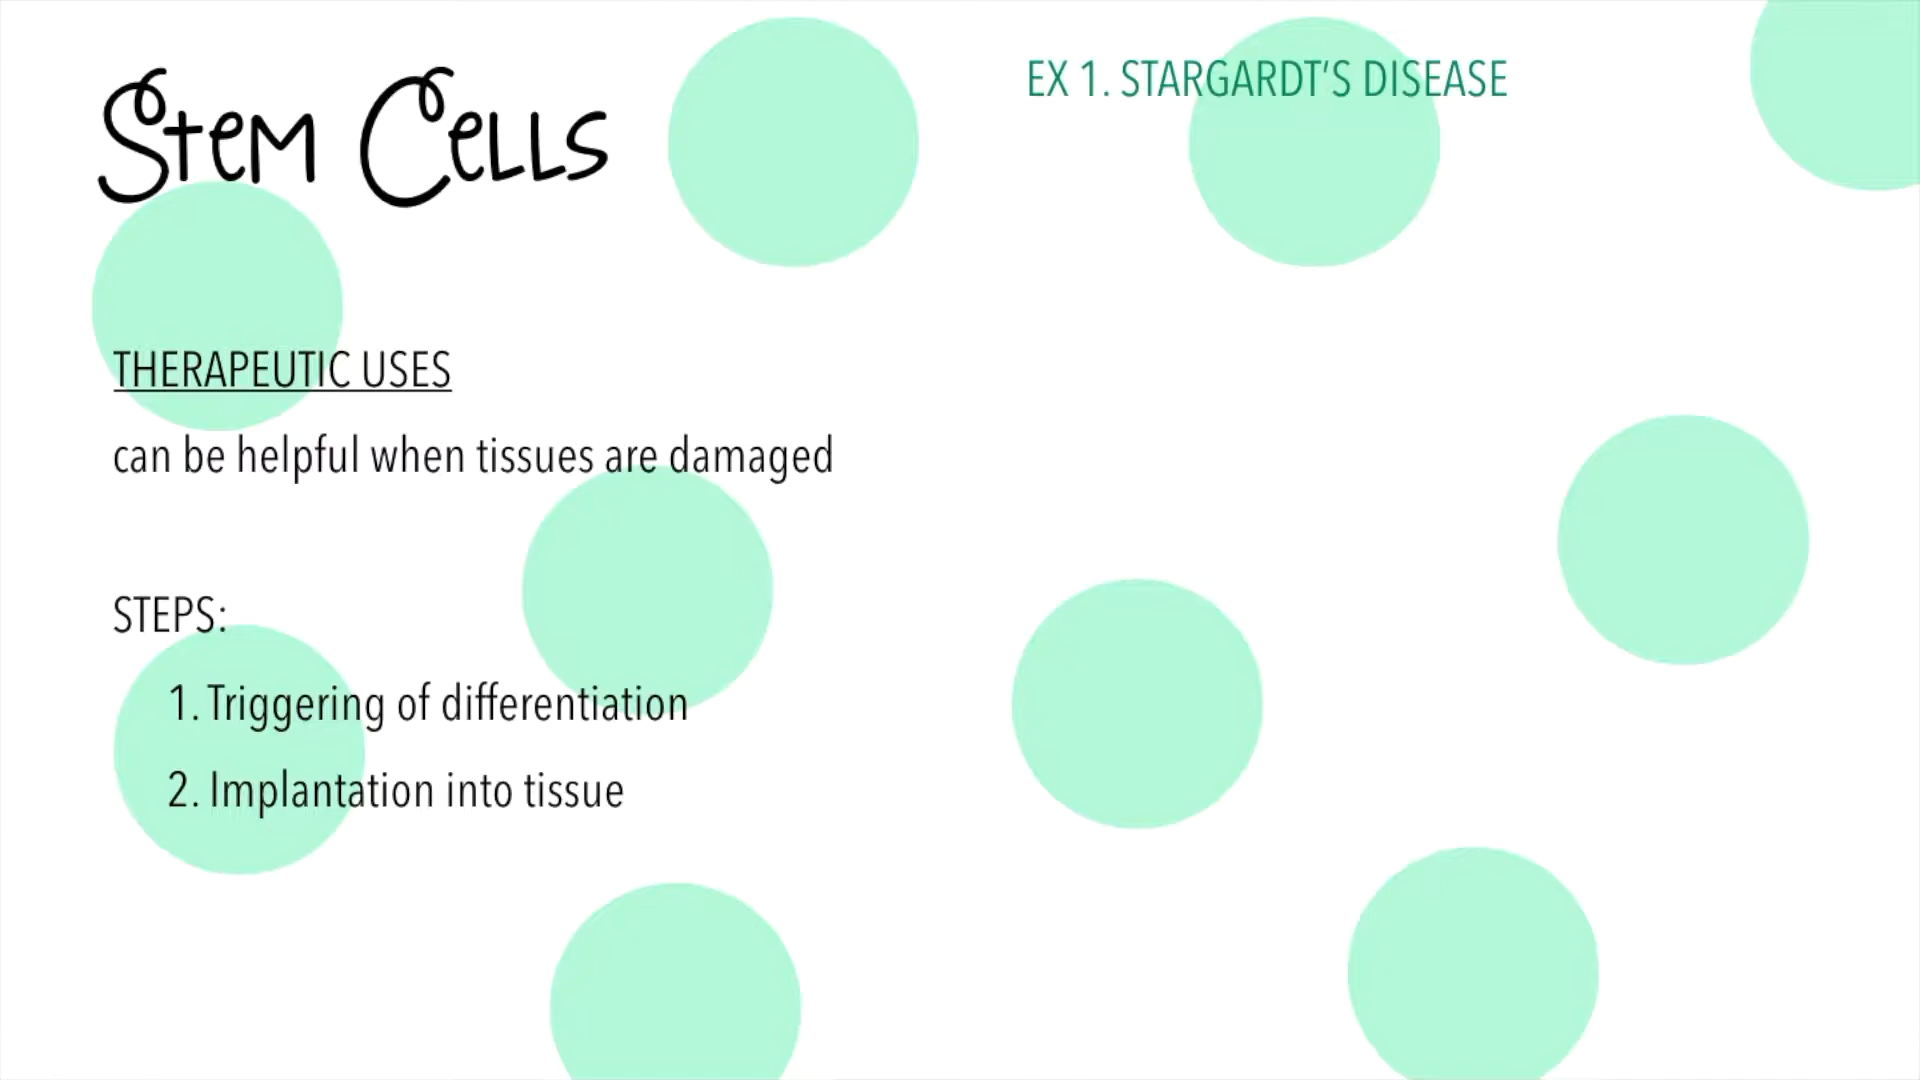 Stem Cells
THERAPEUTIC USES
can be helpful when tissues are damaged
STEPS:
1. Triggering of differentiation
2. Implantation into tissue
EX 1. STARGARDT’S DISEASE